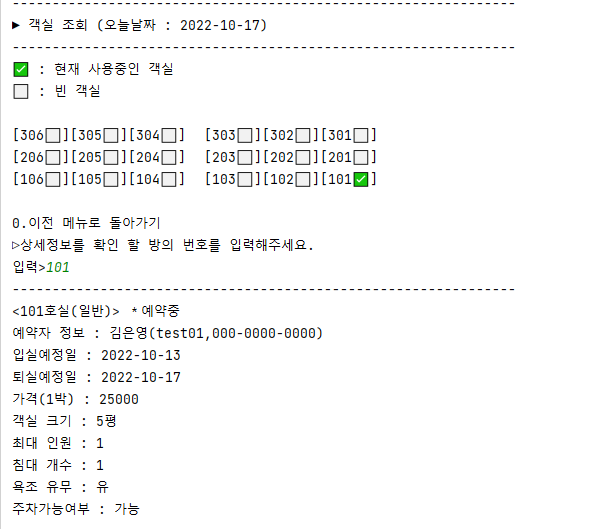 ----------------------------------------------------------------
▶ 객실 조회 (오늘날짜 : 2022-10-17)
----------------------------------------------------------------
✅ : 현재 사용중인 객실
⬜ : 빈 객실
[306⬜][305⬜][304⬜]  [303⬜][302⬜][301⬜]
[206⬜][205⬜][204⬜]  [203⬜][202⬜][201⬜]
[106⬜][105⬜][104⬜]  [103⬜][102⬜][101✅]
0.이전 메뉴로 돌아가기
▷상세정보를 확인 할 방의 번호를 입력해주세요.
입력>101
----------------------------------------------------------------
<101호실(일반)> *예약중
예약자 정보 : 김은영(test01,000-0000-0000)
입실예정일 : 2022-10-13
퇴실예정일 : 2022-10-17
가격(1박) : 25000
객실 크기 : 5평
최대 인원 : 1
침대 개수 : 1
욕조 유무 : 유
주차가능여부 : 가능